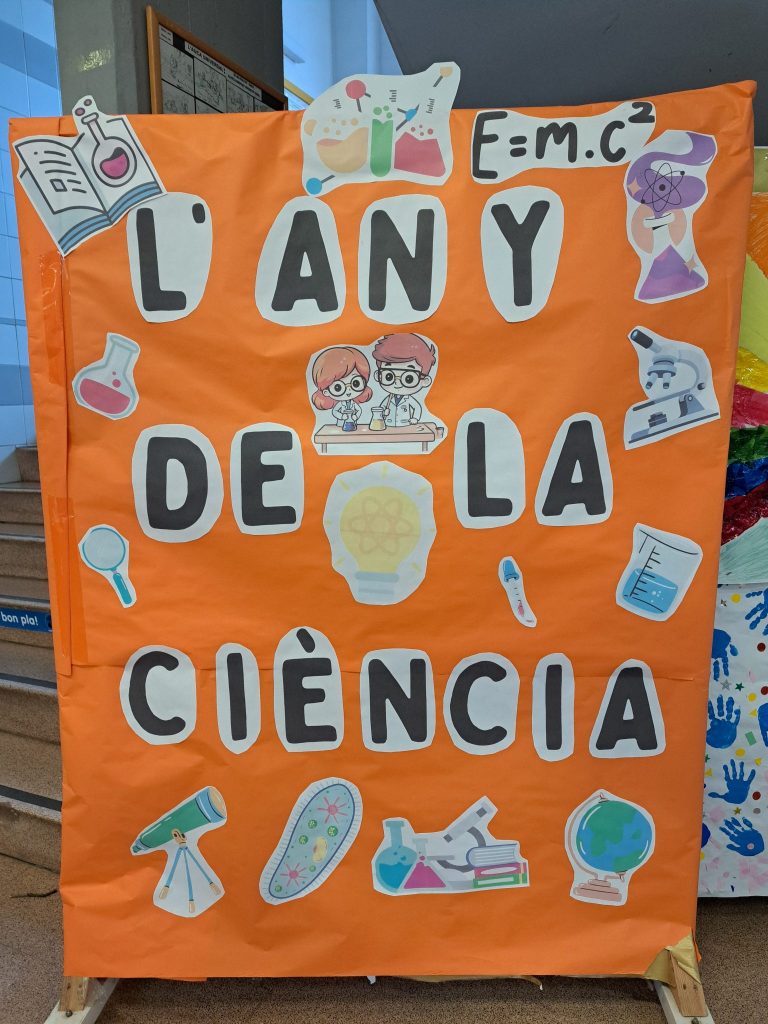 E=m.c²
L'ANY
DE LA
CIÈNCIA
bon pla!